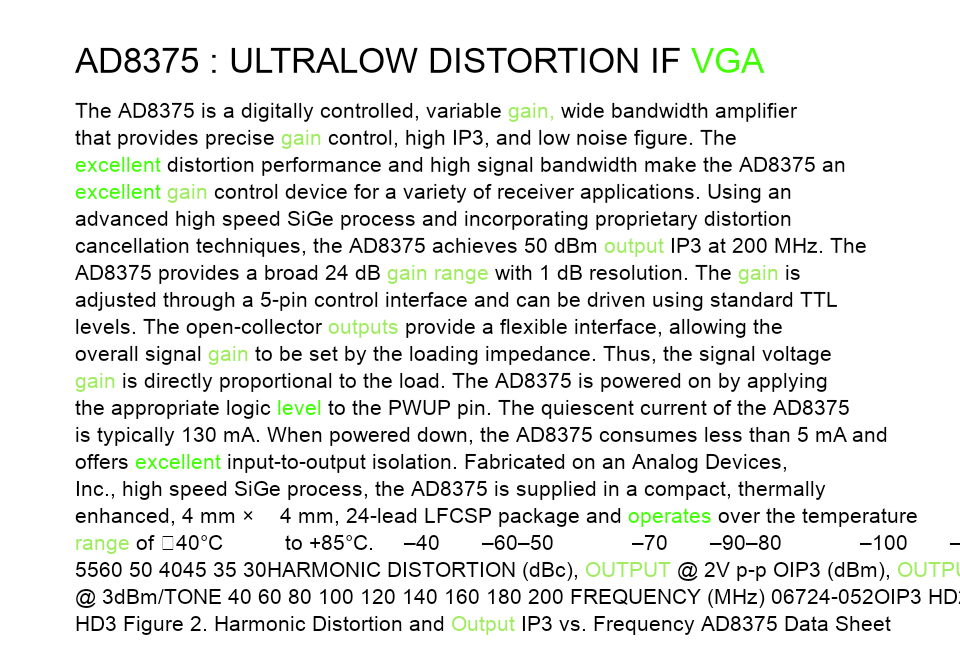 AD8375 : ULTRALOW DISTORTION IF VGA
The AD8375 is a digitally controlled, variable gain, wide bandwidth amplifier
that provides precise gain control, high IP3, and low noise figure. The
excellent distortion performance and high signal bandwidth make the AD8375 an
excellent gain control device for a variety of receiver applications. Using an
advanced high speed SiGe process and incorporating proprietary distortion
cancellation techniques, the AD8375 achieves 50 dBm output IP3 at 200 MHz. The
AD8375 provides a broad 24 dB gain range with 1 dB resolution. The gain is
adjusted through a 5-pin control interface and can be driven using standard TTL
levels. The open-collector outputs provide a flexible interface, allowing the
overall signal gain to be set by the loading impedance. Thus, the signal voltage
gain is directly proportional to the load. The AD8375 is powered on by applying
the appropriate logic level to the PWUP pin. The quiescent current of the AD8375
is typically 130 mA. When powered down, the AD8375 consumes less than 5 mA and
offers excellent input-to-output isolation. Fabricated on an Analog Devices,
Inc., high speed SiGe process, the AD8375 is supplied in a compact, thermally
enhanced, 4 mm × 4 mm, 24-lead LFCSP package and operates over the temperature
range of □40°C to +85°C. –40 –60–50 –70 –90–80 –100 –
5560 50 4045 35 30HARMONIC DISTORTION (dBc), OUTPUT @ 2V p-p OIP3 (dBm), OUTPU
@ 3dBm/TONE 40 60 80 100 120 140 160 180 200 FREQUENCY (MHz) 06724-052OIP3 HD
HD3 Figure 2. Harmonic Distortion and Output IP3 vs. Frequency AD8375 Data Sheet